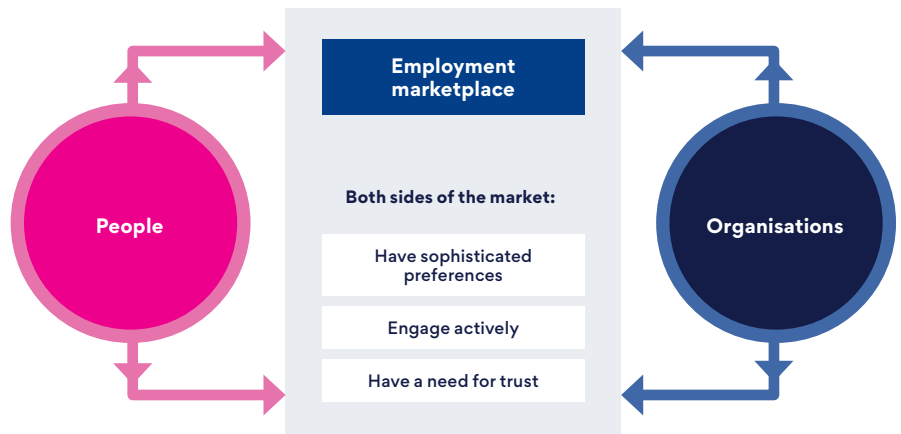 Employment
marketplace
People
Both sides of the market:
Have sophisticated
preferences
Engage actively
Have a need for trust
Organisations